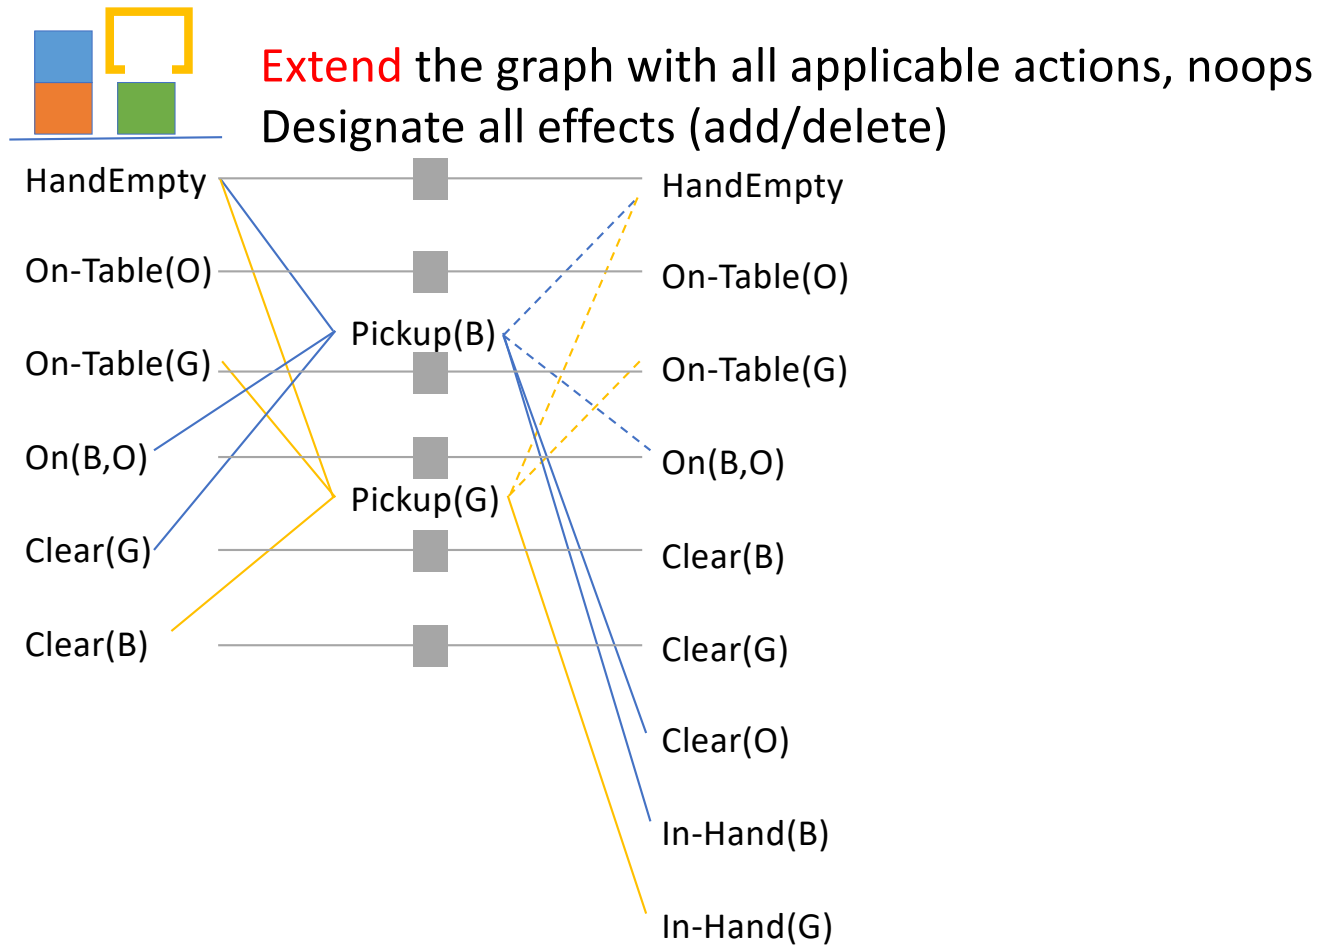 Extend the graph with all applicable actions, noops
Designate all effects (add/delete)
HandEmpty
HandEmpty
On-Table(O)
On-Table(O)
Pickup(B)
On-Table(G)
On-Table(G)
On(B,O)
On(B,O)
Pickup(G)
Clear(G)
Clear(B)
Clear(B)
Clear(G)
Clear(O)
In-Hand(B)
In-Hand(G)